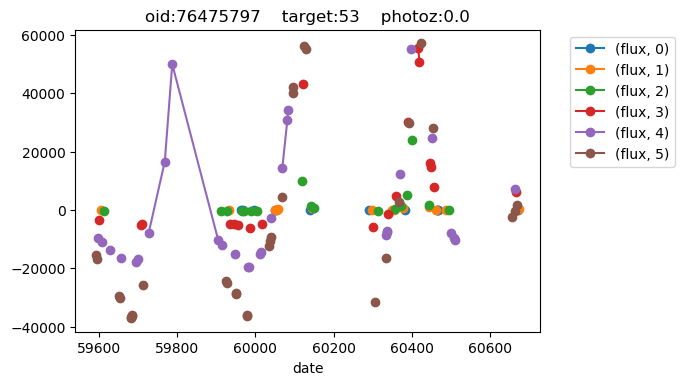 oid:76475797    target:53    photoz:0.0
60000
40000
20000
0
−20000
−40000
59600 59800 60000 60200 60400 60600
date
(flux, 0)
(flux, 1)
(flux, 2)
(flux, 3)
(flux, 4)
(flux, 5)